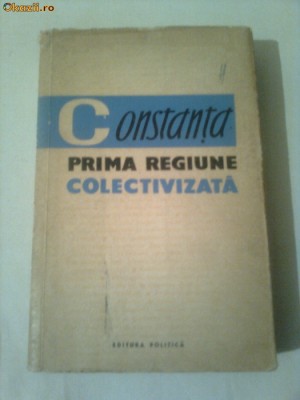 okazii.ro
Constanța
PRIMA REGIUNE
COLECTIVIZATĂ
EDITURA POLITICĂ